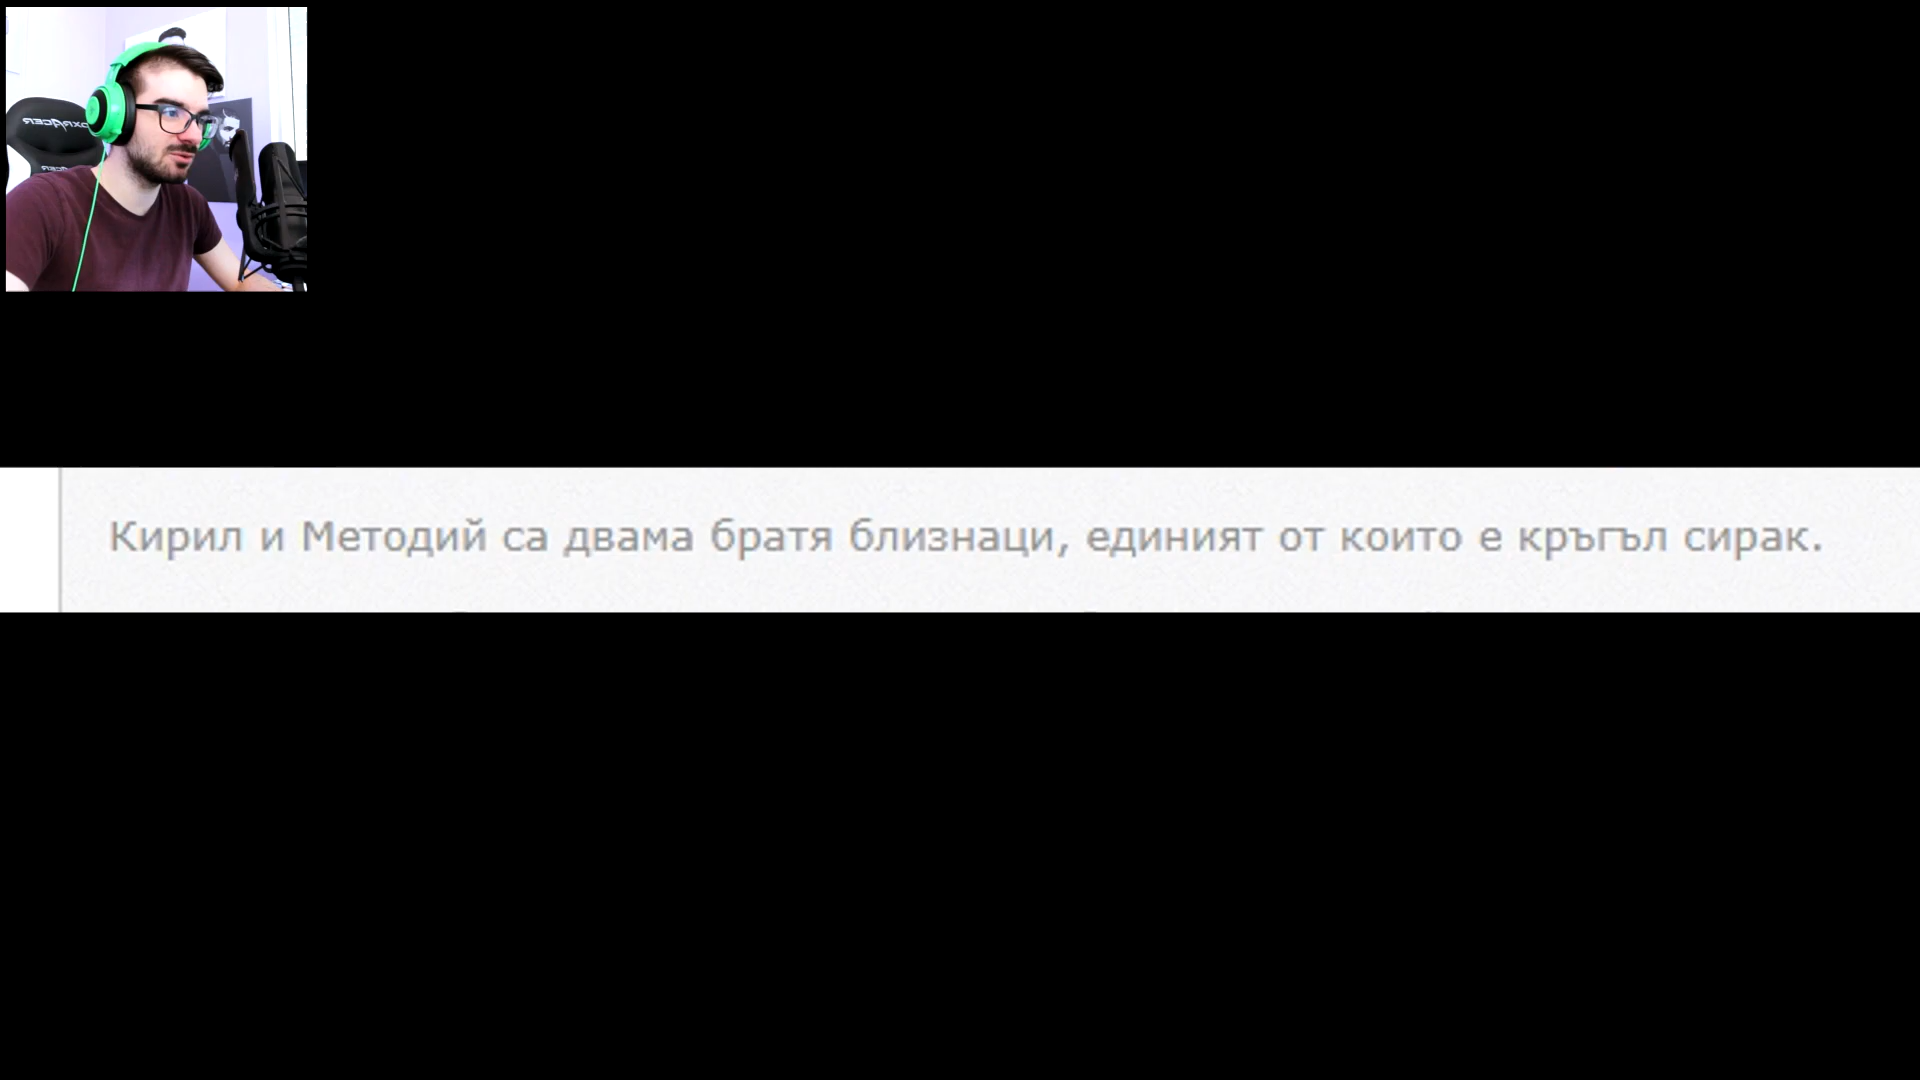 Кирил и Методий са двама братя близнаци, единият от които е кръгъл сирак.